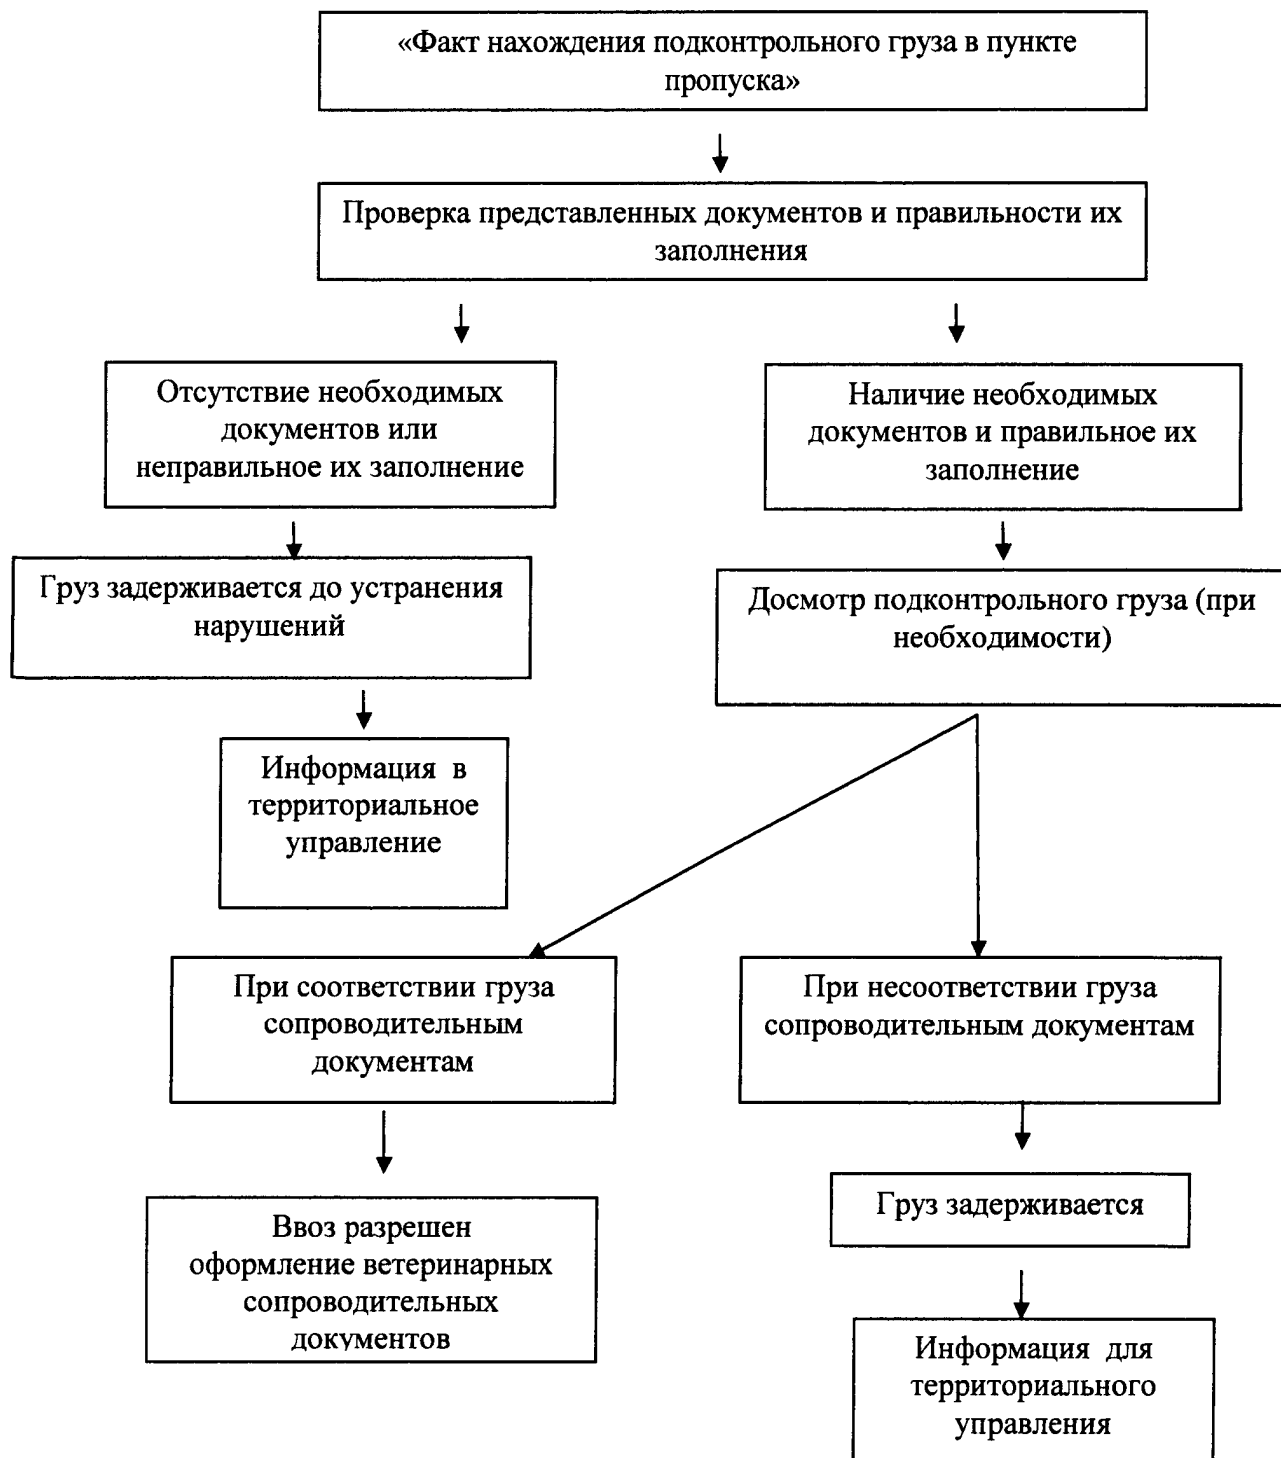 «Факт нахождения подконтрольного груза в пункте
пропуска»
Проверка представленных документов и правильности их
заполнения
Отсутствие необходимых
документов или
неправильное их заполнение
Наличие необходимых
документов и правильное их
заполнение
Груз задерживается до устранения
нарушений
Досмотр подконтрольного груза (при
необходимости)
Информация в
территориальное
управление
При соответствии груза
сопроводительным
документам
При несоответствии груза
сопроводительным документам
Ввоз разрешен
оформление ветеринарных
сопроводительных
документов
Груз задерживается
Информация для
территориального
управления